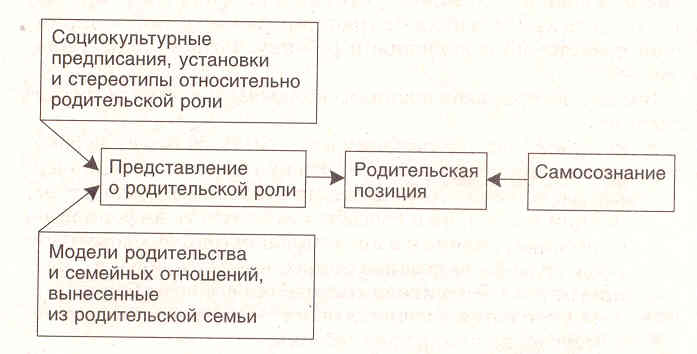 Социокультурные
предписания, установки
и стереотипы относительно
родительской роли
Представление
о родительской роли
Родительская
позиция
Самосознание
Модели родительства
и семейных отношений,
вынесенные
из родительской семьи